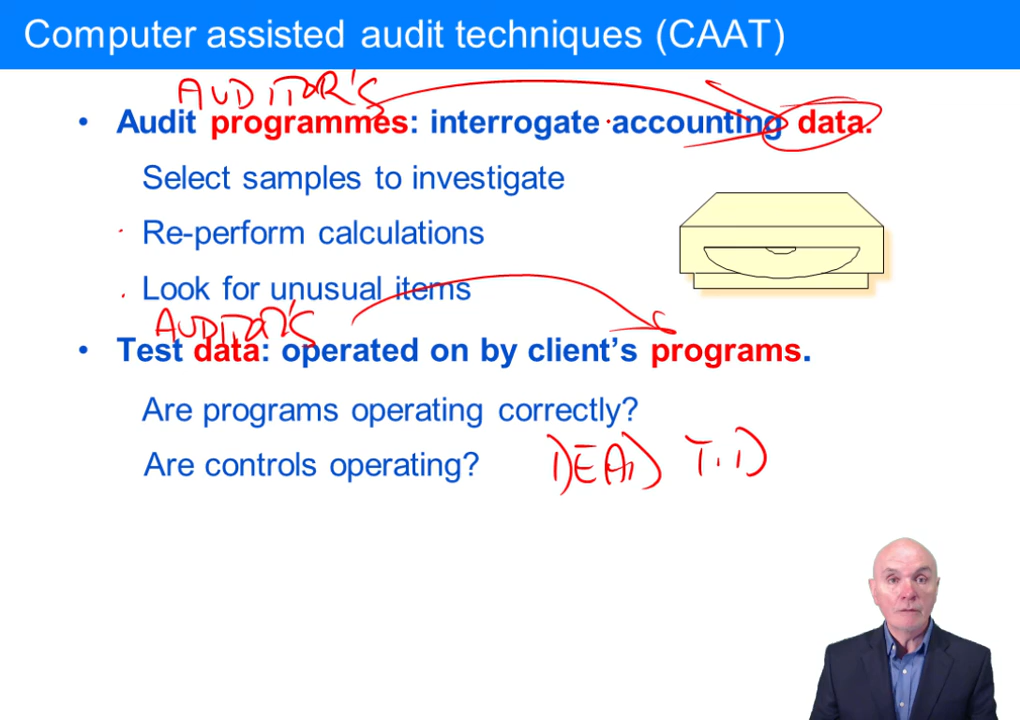 Computer assisted audit techniques (CAAT)
AUDITOR'S
• Audit programmes: interrogate accounting data.
Select samples to investigate
Re-perform calculations
Look for unusual items
AUDITOR'S
• Test data: operated on by client's programs.
Are programs operating correctly?
Are controls operating?
DEAD T.D